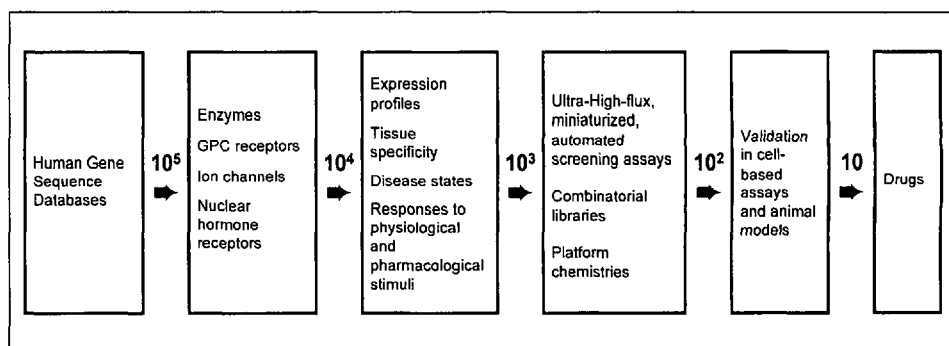 Human Gene
Sequence
Databases
10⁵
Enzymes
GPC receptors
Ion channels
Nuclear
hormone
receptors
10⁴
Expression
profiles
Tissue
specificity
Disease states
Responses to
physiological
and
pharmacological
stimuli
10³
Ultra-High-flux,
miniaturized,
automated
screening assays
Combinatorial
libraries
Platform
chemistries
10²
Validation
in cell-
based
assays
and animal
models
10
Drugs